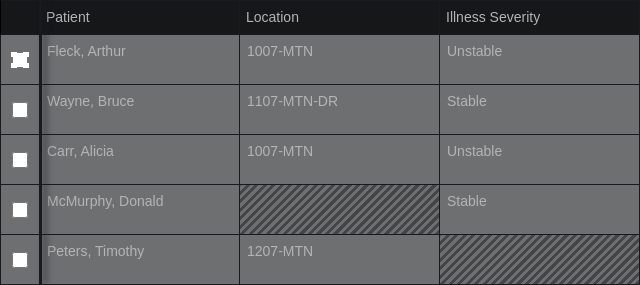 Patient Location Illness Severity
Fleck, Arthur 1007-MTN Unstable
Wayne, Bruce 1107-MTN-DR Stable
Carr, Alicia 1007-MTN Unstable
McMurphy, Donald Stable
Peters, Timothy 1207-MTN